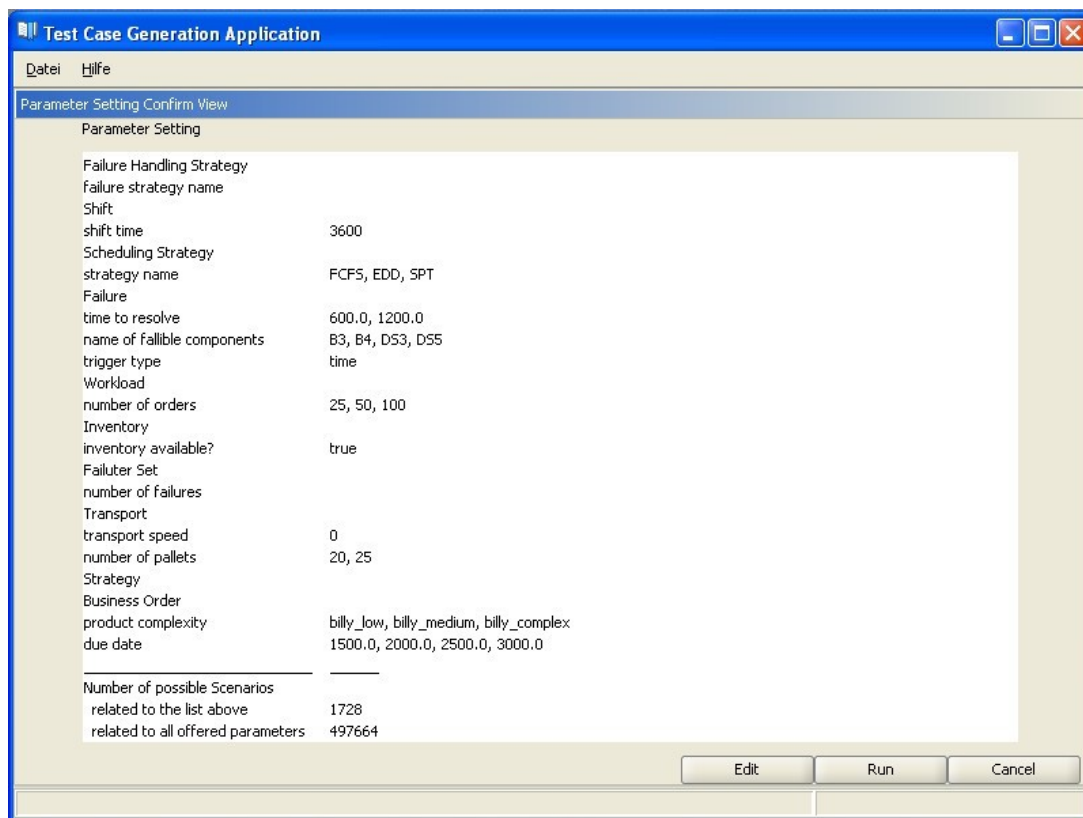 Test Case Generation Application
Datei Hilfe
Parameter Setting Confirm View
Parameter Setting
Failure Handling Strategy
failure strategy name
Shift
shift time 3600
Scheduling Strategy
strategy name FCFS, EDD, SPT
Failure
time to resolve 600.0, 1200.0
name of fallible components B3, B4, DS3, DS5
trigger type time
Workload
number of orders 25, 50, 100
Inventory
inventory available? true
Failuter Set
number of failures
Transport
transport speed 0
number of pallets 20, 25
Strategy
Business Order
product complexity billy_low, billy_medium, billy_complex
due date 1500.0, 2000.0, 2500.0, 3000.0
Number of possible Scenarios
related to the list above 1728
related to all offered parameters 497664
Edit Run Cancel